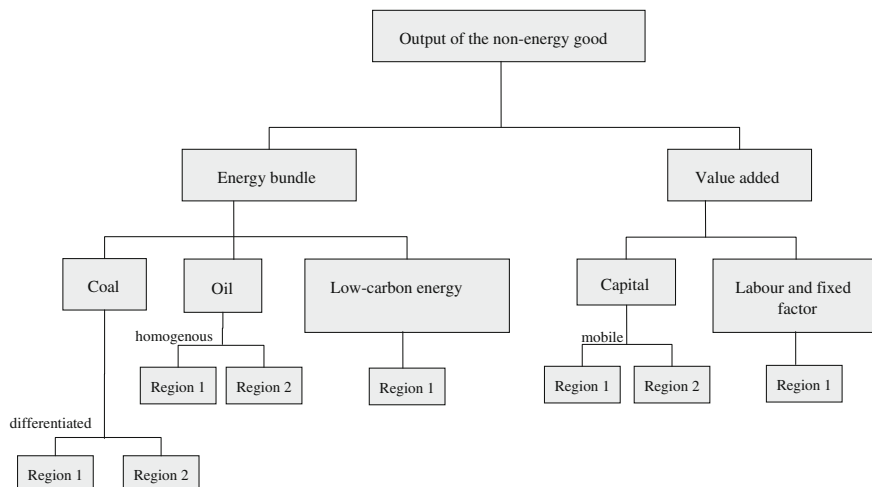 Output of the non-energy good
Energy bundle
Value added
Coal
Oil
Low-carbon energy
Capital
Labour and fixed
factor
homogenous
mobile
Region 1
Region 2
Region 1
Region 1
Region 2
Region 1
differentiated
Region 1
Region 2